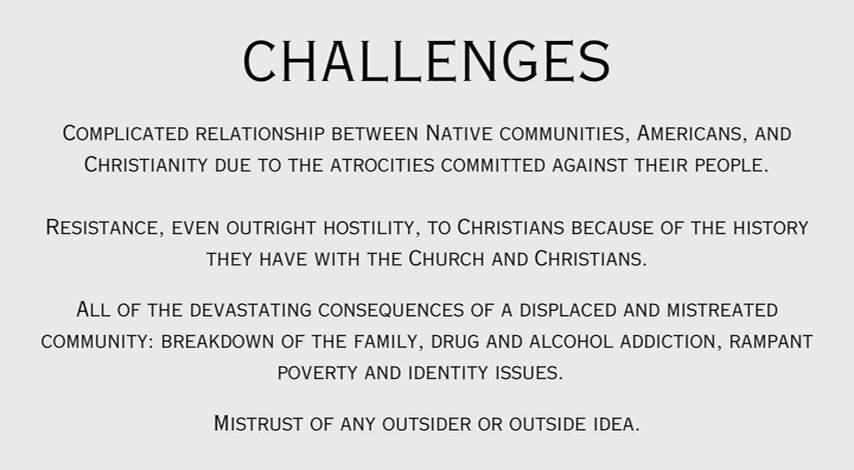 CHALLENGES
Complicated relationship between Native communities, Americans, and
Christianity due to the atrocities committed against their people.
Resistance, even outright hostility, to Christians because of the history
they have with the Church and Christians.
All of the devastating consequences of a displaced and mistreated
community: breakdown of the family, drug and alcohol addiction, rampant
poverty and identity issues.
Mistrust of any outsider or outside idea.